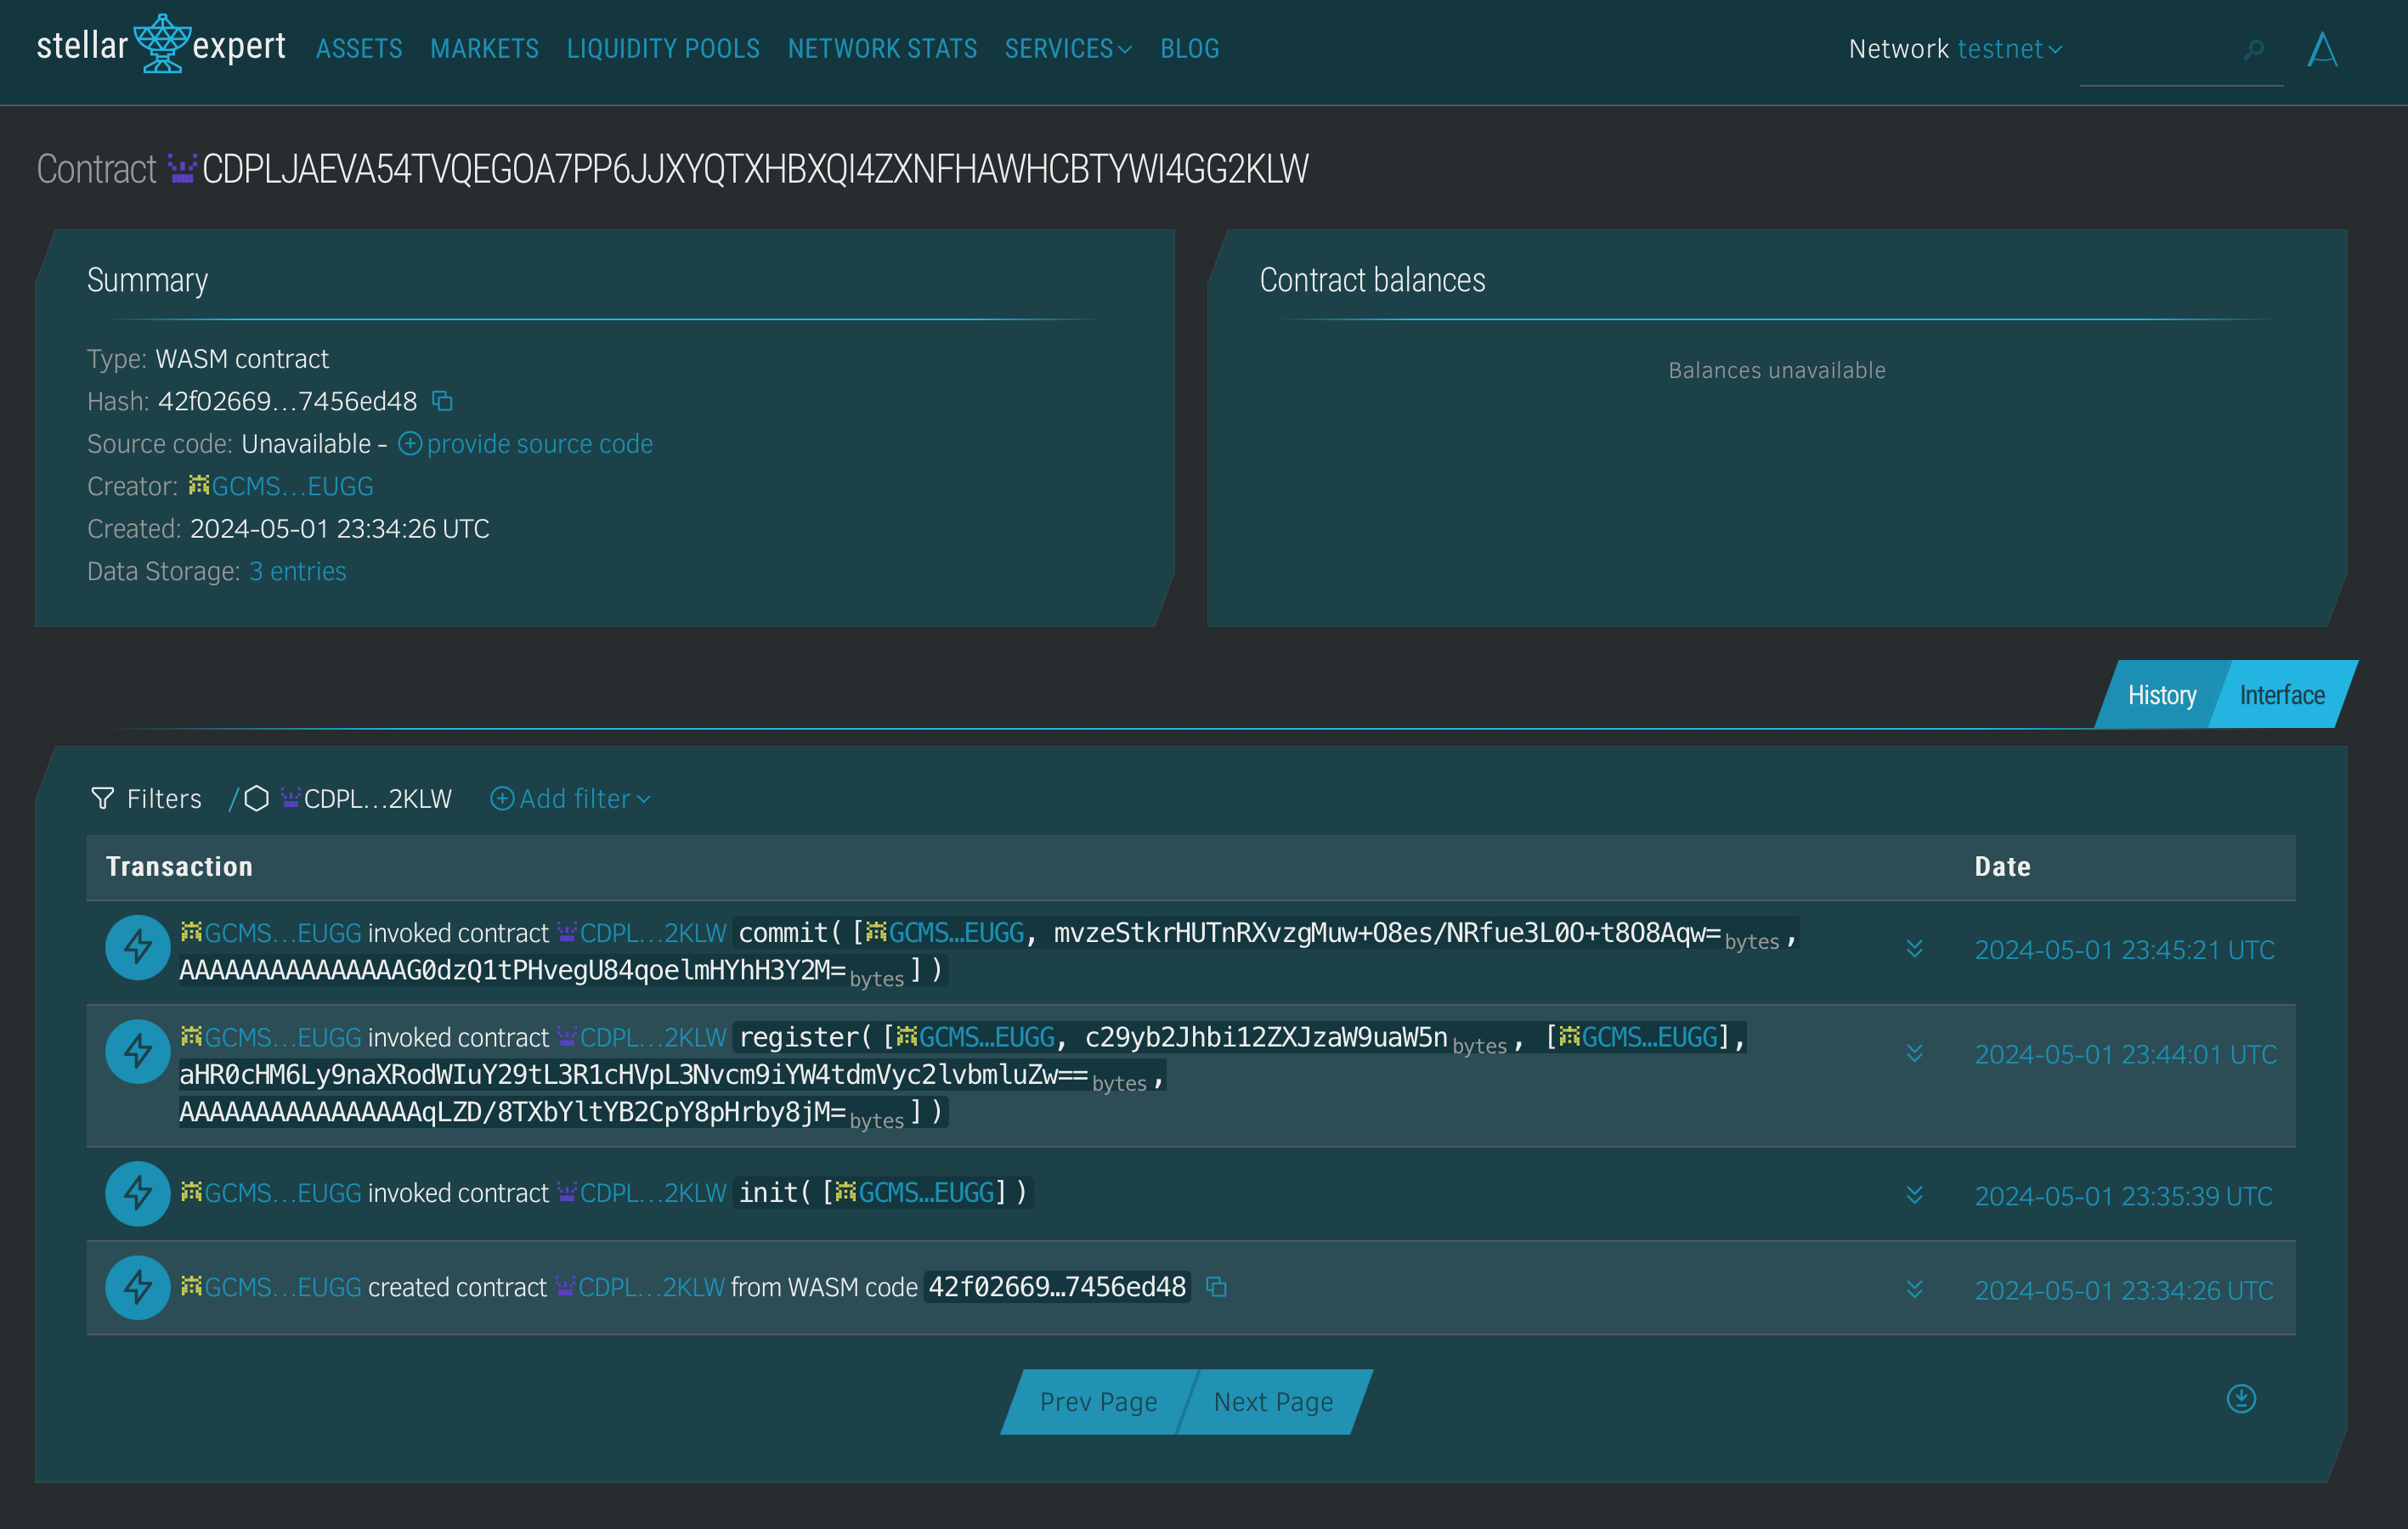 stellar expert ASSETS MARKETS LIQUIDITY POOLS NETWORK STATS SERVICES BLOG Network testnet
Contract CDPLJAEVA54TVQEGOA7PP6JJXYQTXHBXQI4ZXNFHAWHCBTYWI4GG2KLW
Summary
Type: WASM contract
Hash: 42f02669...7456ed48
Source code: Unavailable - provide source code
Creator: GCMS...EUGG
Created: 2024-05-01 23:34:26 UTC
Data Storage: 3 entries
Contract balances
Balances unavailable
History Interface
Filters / CDPL...2KLW Add filter
Transaction Date
GCMS...EUGG invoked contract CDPL...2KLW commit([GCMS…EUGG, mvzeStkrHUTnRXvzgMuw+O8es/NRfue3L0O+t8O8Aqw=bytes,
AAAAAAAAAAAAAAAG0dzQ1tPHvegU84qoelmHYhH3Y2M=bytes])
2024-05-01 23:45:21 UTC
GCMS...EUGG invoked contract CDPL...2KLW register([GCMS…EUGG, c29yb2Jhbi12ZXJzaW9uaW5nbytes, [GCMS…EUGG],
aHR0cHM6Ly9naXRodWIuY29tL3R1cHVpL3Nvcm9iYW4tdmVyc2lvbmluZw==bytes,
AAAAAAAAAAAAAAAAqLZD/8TXbYltYB2CpY8pHrby8jM=bytes])
2024-05-01 23:44:01 UTC
GCMS...EUGG invoked contract CDPL...2KLW init([GCMS…EUGG])
2024-05-01 23:35:39 UTC
GCMS...EUGG created contract CDPL...2KLW from WASM code 42f02669…7456ed48
2024-05-01 23:34:26 UTC
Prev Page Next Page